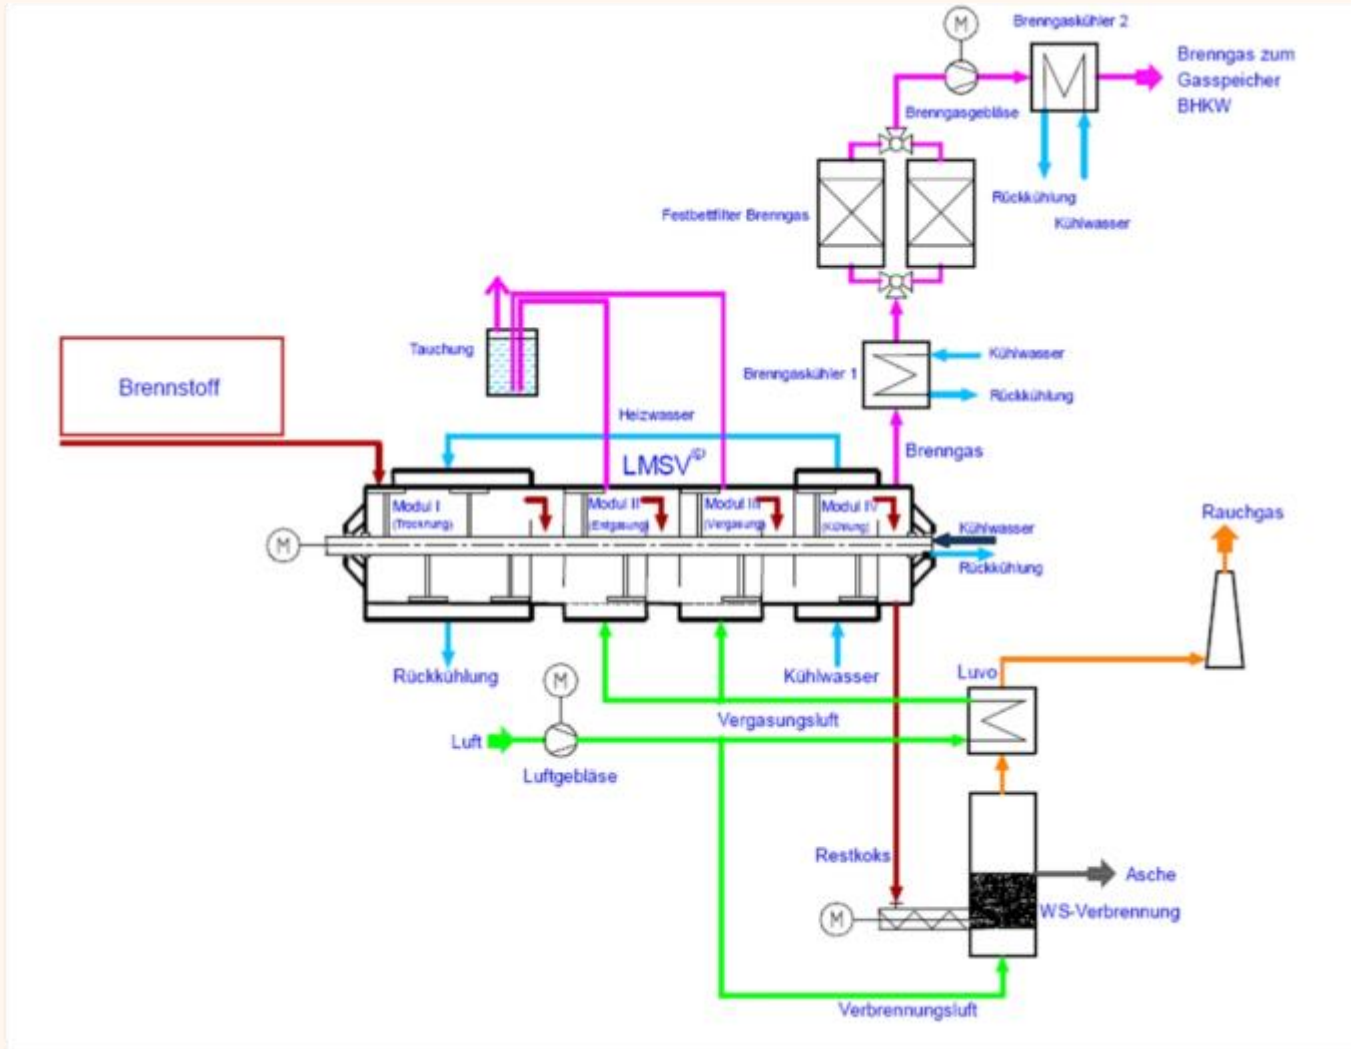 M
Brenngaskühler 2
Brenngas zum
Gasspeicher
BHKW
Brenngasgebläse
Rückkühlung
Kühlwasser
Festbettfilter Brenngas
Tauchung
Kühlwasser
Brenngaskühler 1
Rückkühlung
Brennstoff
Heizwasser
Brenngas
LMSV
Modul I
(Trocknung)
Modul II
(Entgasung)
Modul III
(Vergasung)
Modul IV
(Kühlung)
Kühlwasser
Rauchgas
M
Rückkühlung
Rückkühlung
M
Kühlwasser
Luvo
Vergasungsluft
Luft
Luftgebläse
Restkoks
Asche
M
WS-Verbrennung
Verbrennungsluft